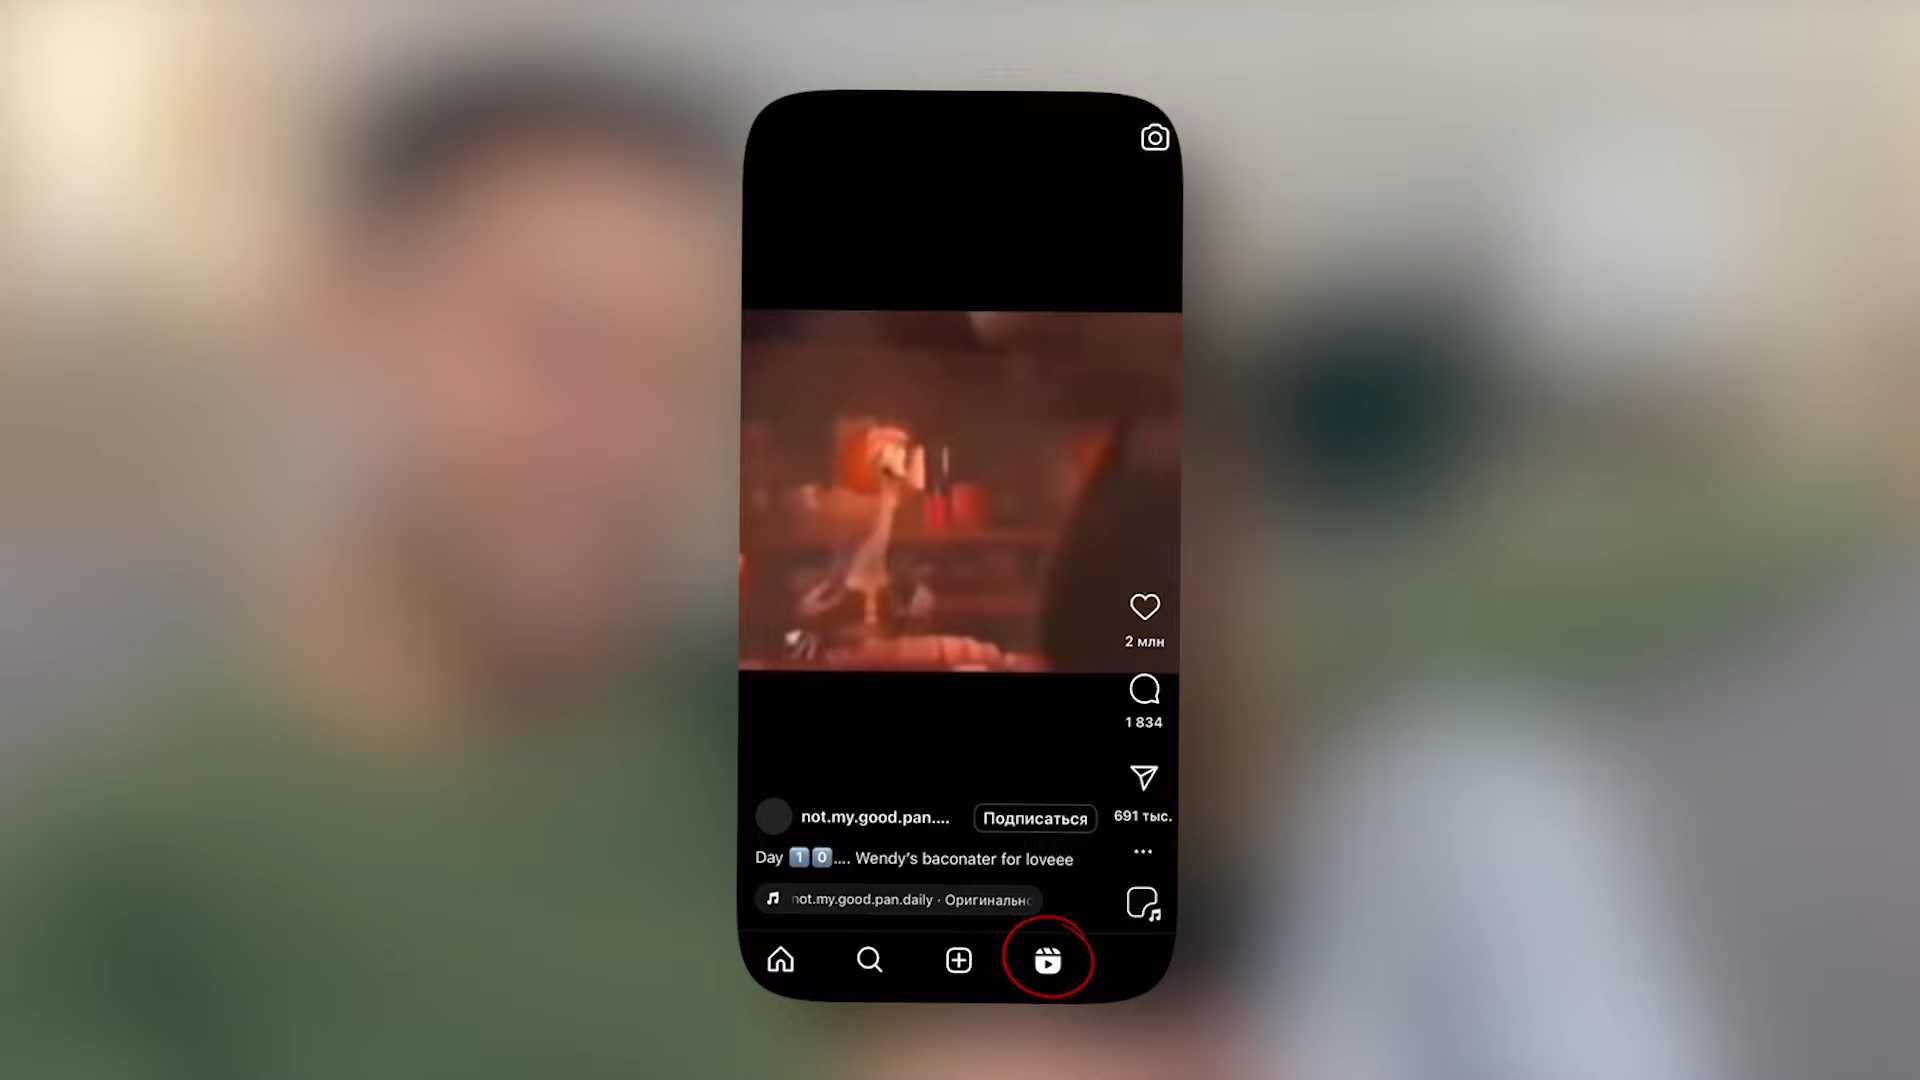 2 млн
1 834
691 тыс.
not.my.good.pan.... Подписаться
Day 1️⃣0️⃣.... Wendy's baconater for loveee
not.my.good.pan.daily · Оригинально